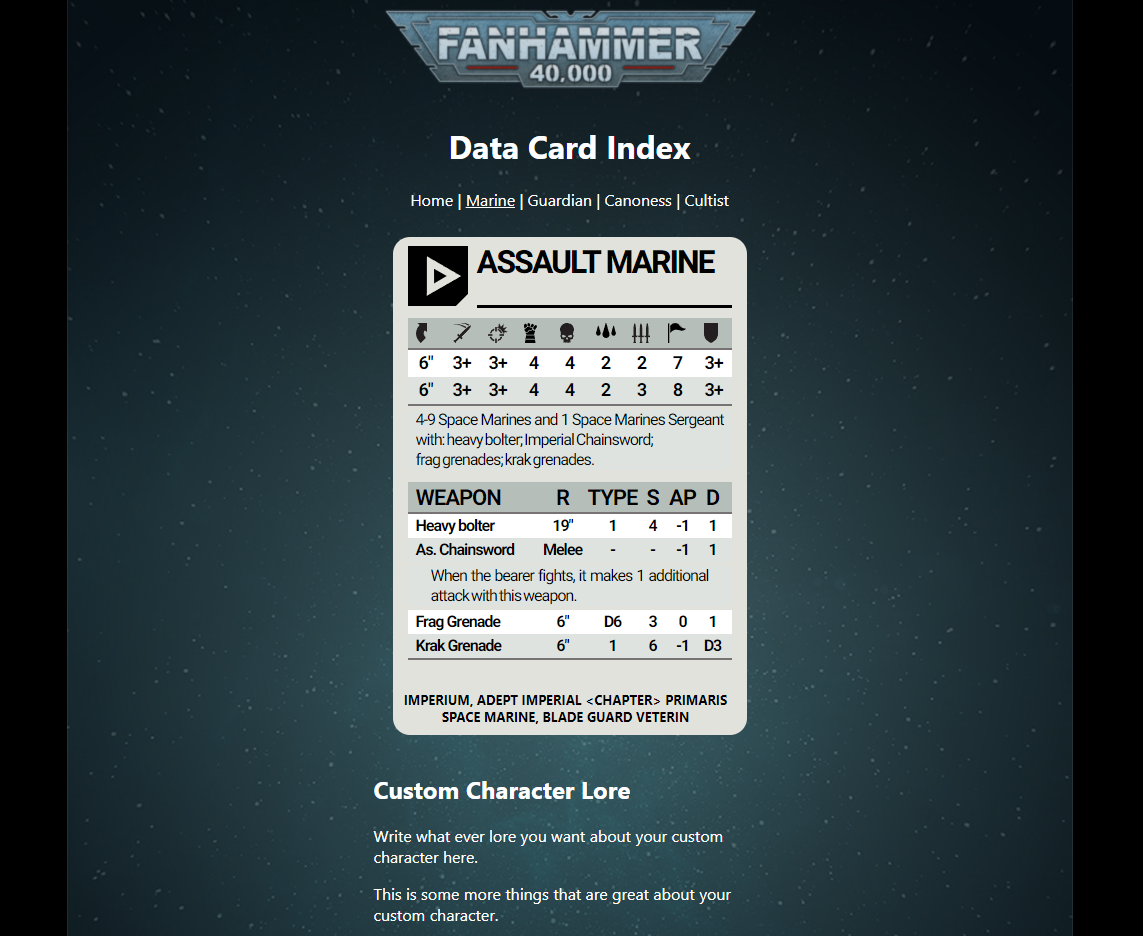 FANHAMMER
40,000
Data Card Index
Home | Marine | Guardian | Canoness | Cultist
ASSAULT MARINE
6" 3+ 3+ 4 4 2 2 7 3+
6" 3+ 3+ 4 4 2 3 8 3+
4-9 Space Marines and 1 Space Marines Sergeant
with: heavy bolter; Imperial Chainsword;
frag grenades; krak grenades.
WEAPON R TYPE S AP D
Heavy bolter 19" 1 4 -1 1
As. Chainsword Melee - - -1 1
When the bearer fights, it makes 1 additional
attack with this weapon.
Frag Grenade 6" D6 3 0 1
Krak Grenade 6" 1 6 -1 D3
IMPERIUM, ADEPT IMPERIAL <CHAPTER> PRIMARIS
SPACE MARINE, BLADE GUARD VETERIN
Custom Character Lore
Write what ever lore you want about your custom
character here.
This is some more things that are great about your
custom character.